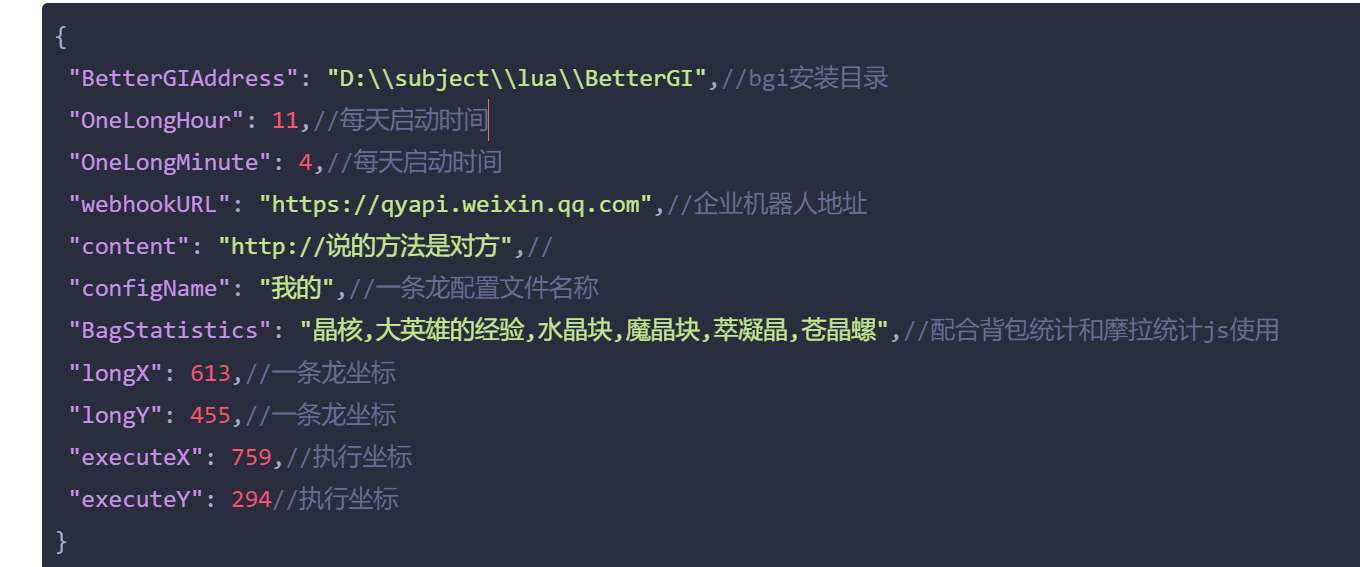 {
"BetterGIAddress": "D:\\subject\\lua\\BetterGI",//bgi安装目录
"OneLongHour": 11,//每天启动时间
"OneLongMinute": 4,//每天启动时间
"webhookURL": "https://qyapi.weixin.qq.com",//企业机器人地址
"content": "http://说的方法是对方",//
"configName": "我的",//一条龙配置文件名称
"BagStatistics": "晶核,大英雄的经验,水晶块,魔晶块,萃凝晶,苍晶螺",//配合背包统计和摩拉统计js使用
"longX": 613,//一条龙坐标
"longY": 455,//一条龙坐标
"executeX": 759,//执行坐标
"executeY": 294//执行坐标
}